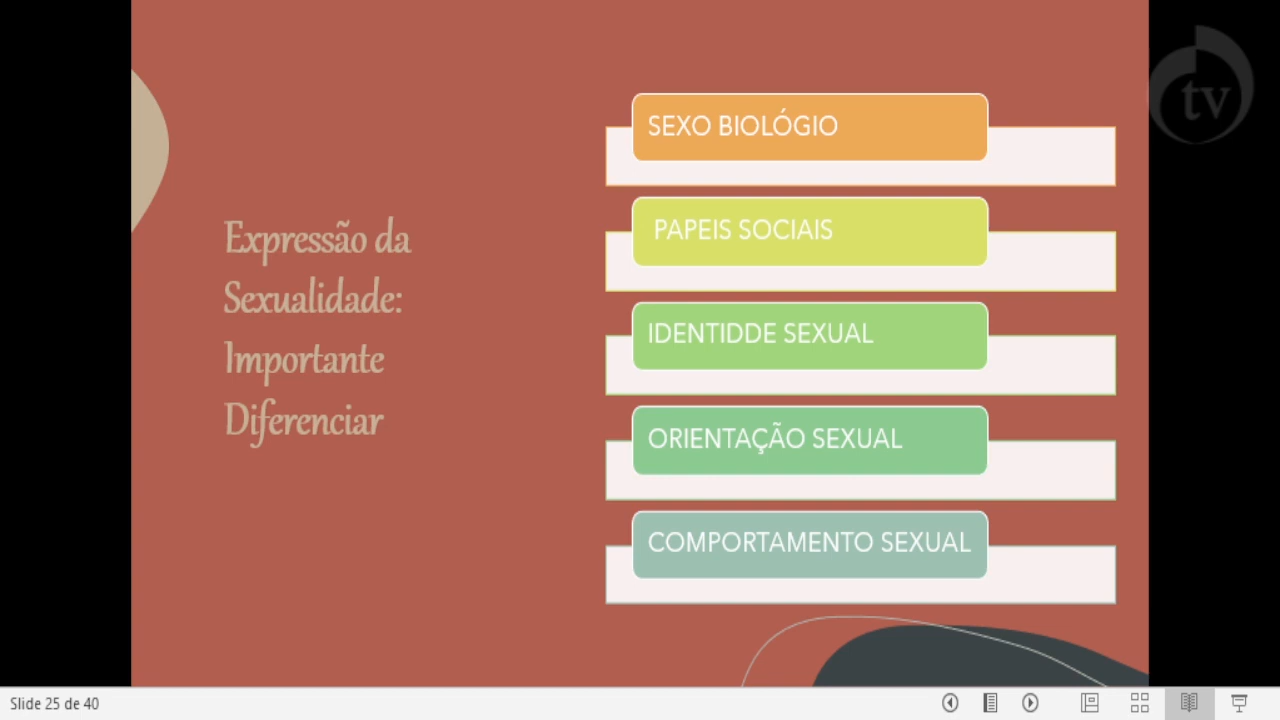 tv
Expressão da
Sexualidade:
Importante
Diferenciar
SEXO BIOLÓGIO
PAPEIS SOCIAIS
IDENTIDDE SEXUAL
ORIENTAÇÃO SEXUAL
COMPORTAMENTO SEXUAL
Slide 25 de 40